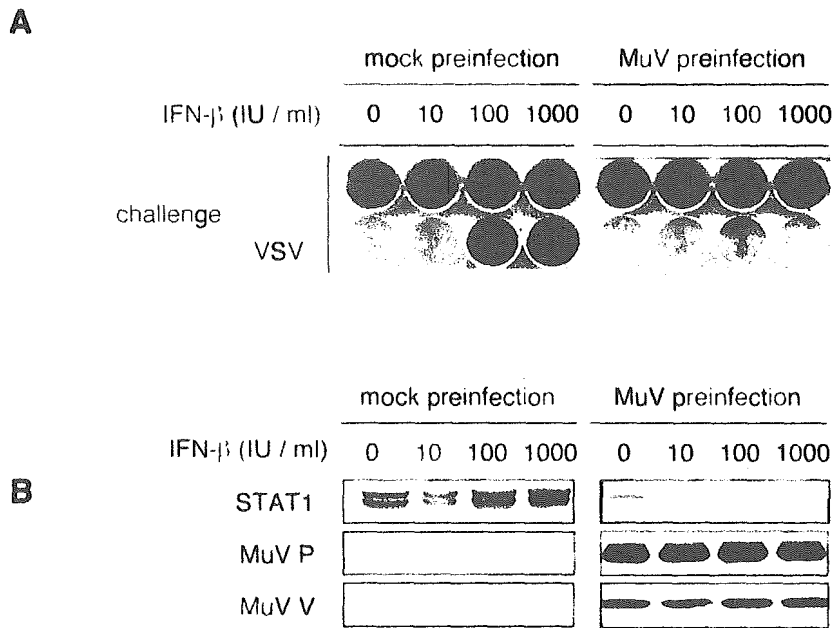 A
mock preinfection MuV preinfection
IFN-β (IU / ml) 0 10 100 1000 0 10 100 1000
challenge
VSV
mock preinfection MuV preinfection
IFN-β (IU / ml) 0 10 100 1000 0 10 100 1000
B
STAT1
MuV P
MuV V